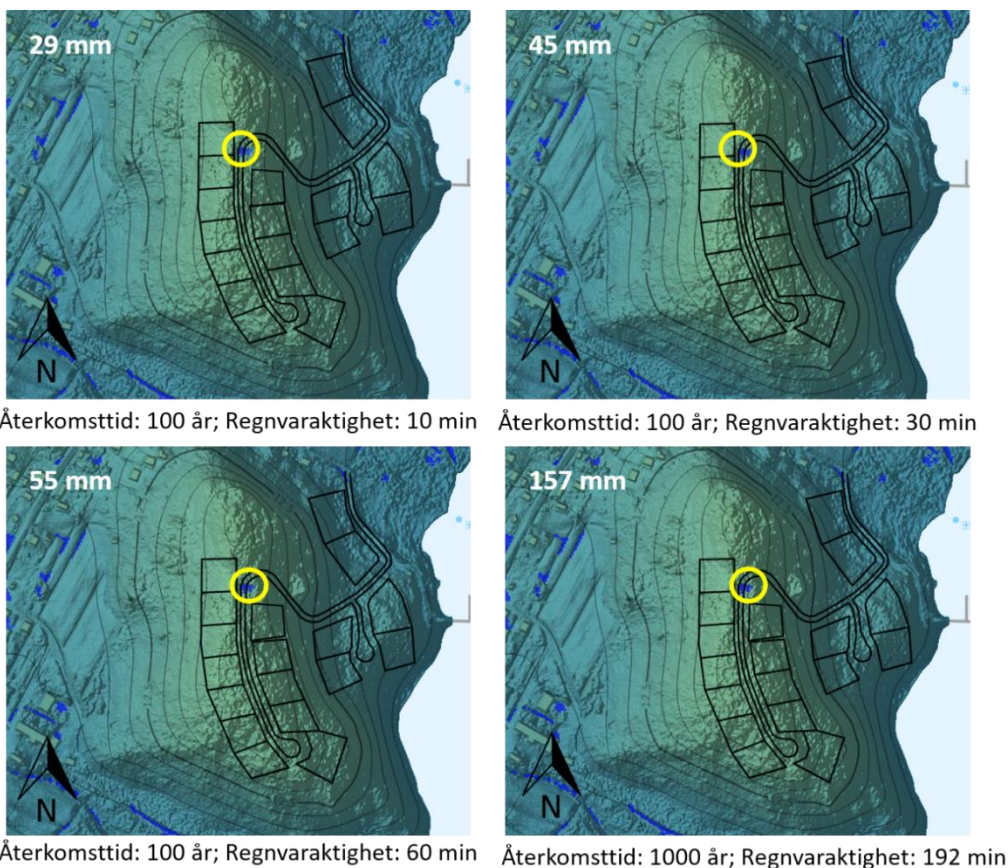 29 mm
45 mm
N
N
Återkomsttid: 100 år; Regnvaraktighet: 10 min
Återkomsttid: 100 år; Regnvaraktighet: 30 min
55 mm
157 mm
N
N
Återkomsttid: 100 år; Regnvaraktighet: 60 min
Återkomsttid: 1000 år; Regnvaraktighet: 192 min